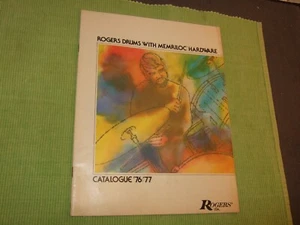 ROGERS DRUMS WITH MEMRILOC HARDWARE
CATALOGUE '76/'77
ROGERS